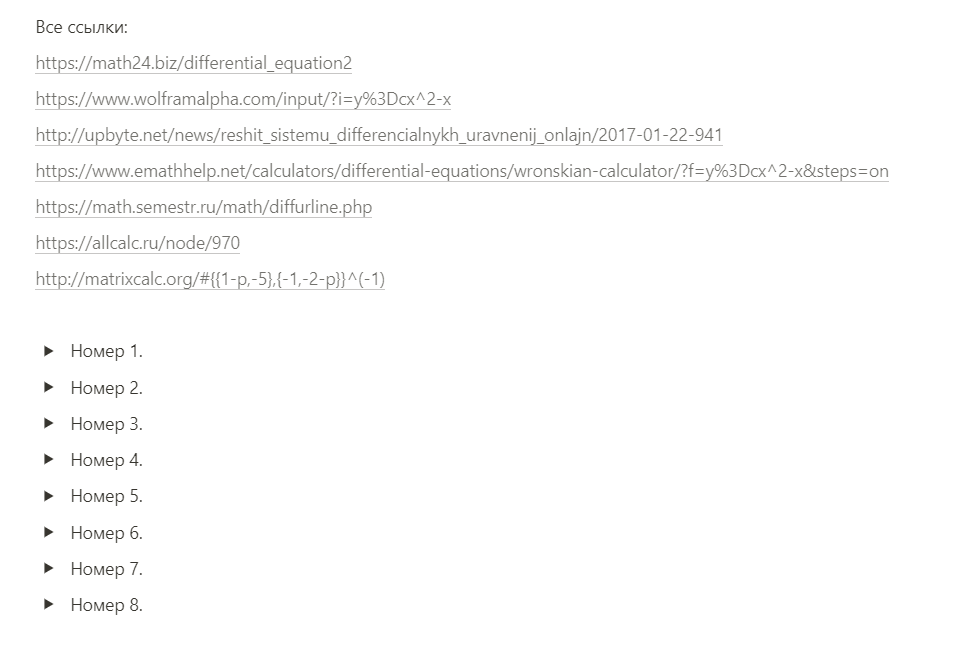 Все ссылки:
https://math24.biz/differential_equation2
https://www.wolframalpha.com/input/?i=y%3Dcx^2-x
http://upbyte.net/news/reshit_sistemu_differencialnykh_uravnenij_onlajn/2017-01-22-941
https://www.emathhelp.net/calculators/differential-equations/wronskian-calculator/?f=y%3Dcx^2-x&steps=on
https://math.semestr.ru/math/diffurline.php
https://allcalc.ru/node/970
http://matrixcalc.org/#{{1-p,-5},{-1,-2-p}}^(-1)
Номер 1.
Номер 2.
Номер 3.
Номер 4.
Номер 5.
Номер 6.
Номер 7.
Номер 8.